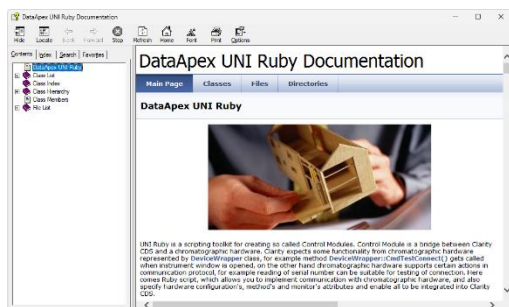 DataApex UNI Ruby Documentation
Hide Locate Back Forward Stop Refresh Home Font Print Options
Contents Index Search Favorites
DataApex UNI Ruby
Class List
Class Index
Class Hierarchy
Class Members
File List
DataApex UNI Ruby Documentation
Main Page Classes Files Directories
DataApex UNI Ruby
UNI Ruby is a scripting toolkit for creating so called Control Modules. Control Module is a bridge between Clarity
CDS and a chromatographic hardware. Clarity expects some functionality from chromatographic hardware
represented by DeviceWrapper class, for example method DeviceWrapper::CmdTestConnect() gets called
when instrument window is opened, on the other hand chromatographic hardware supports certain actions in
communication protocol, for example reading of serial number can be suitable for testing of connection. Here
comes Ruby script, which allows you to implement communication with chromatographic hardware, and also
specify hardware configuration's, method's and monitor's attributes and enable all to be integrated into Clarity
CDS.